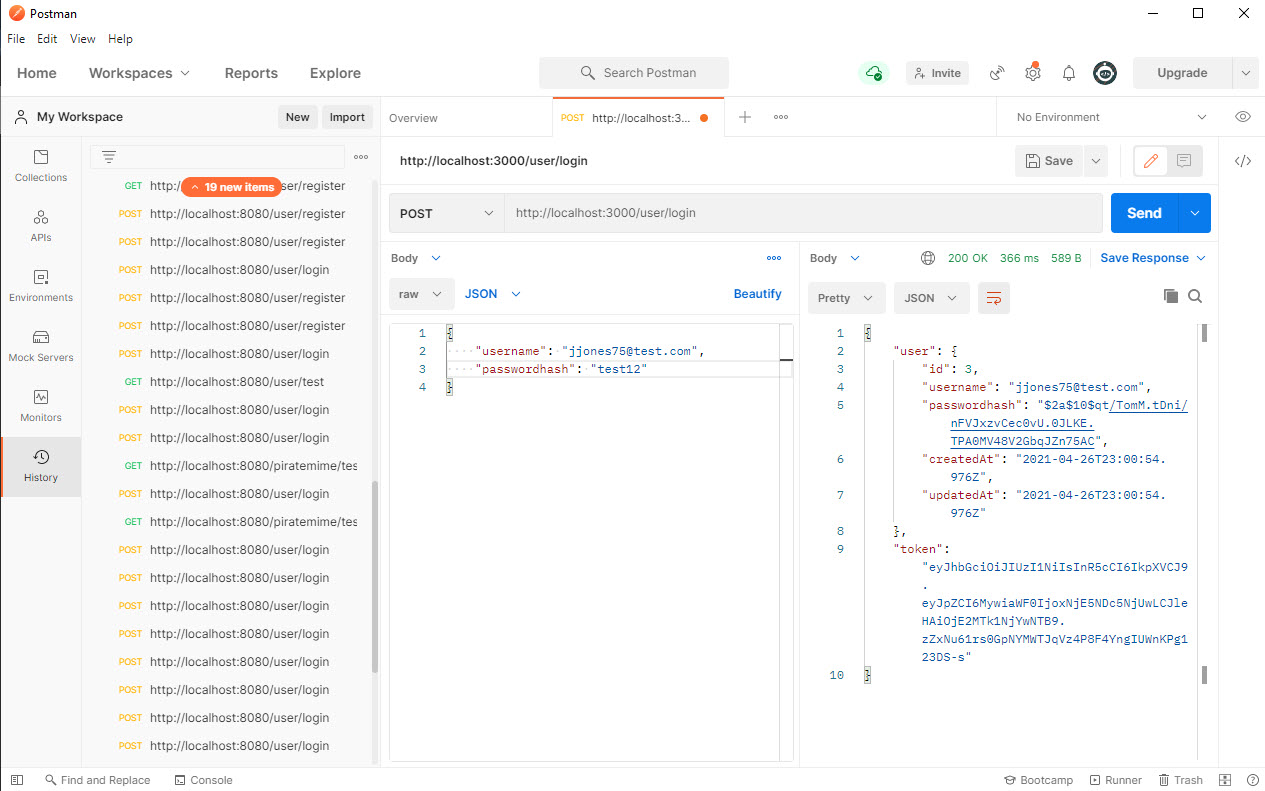 Postman
File Edit View Help
Home Workspaces Reports Explore Search Postman Invite Upgrade
My Workspace New Import
Overview POST http://localhost:3... No Environment
Collections
APIs
Environments
Mock Servers
Monitors
History
19 new items
GET http:/ ser/register
POST http://localhost:8080/user/register
POST http://localhost:8080/user/register
POST http://localhost:8080/user/login
POST http://localhost:8080/user/register
POST http://localhost:8080/user/register
POST http://localhost:8080/user/login
GET http://localhost:8080/user/test
POST http://localhost:8080/user/login
POST http://localhost:8080/user/login
GET http://localhost:8080/piratemime/tes
POST http://localhost:8080/user/login
GET http://localhost:8080/piratemime/tes
POST http://localhost:8080/user/login
POST http://localhost:8080/user/login
POST http://localhost:8080/user/login
POST http://localhost:8080/user/login
POST http://localhost:8080/user/login
POST http://localhost:8080/user/login
POST http://localhost:8080/user/login
POST http://localhost:8080/user/login
http://localhost:3000/user/login Save
POST http://localhost:3000/user/login Send
Body
raw JSON Beautify
1 {
2 "username": "jjones75@test.com",
3 "passwordhash": "test12"
4 }
Body 200 OK 366 ms 589 B Save Response
Pretty JSON
1 {
2 "user": {
3 "id": 3,
4 "username": "jjones75@test.com",
5 "passwordhash": "$2a$10$qt/TomM.tDni/
nFVJxzvCec0vU.0JLKE.
TPA0MV48V2GbqJZn75AC",
6 "createdAt": "2021-04-26T23:00:54.
976Z",
7 "updatedAt": "2021-04-26T23:00:54.
976Z"
8 },
9 "token":
"eyJhbGciOiJIUzI1NiIsInR5cCI6IkpXVCJ9
.
eyJpZCI6MywiaWF0IjoxNjE5NDc5NjUwLCJle
HAiOjE2MTk1NjYwNTB9.
zZxNu61rs0GpNYMWTJqVz4P8F4YngIUWnKPg1
23DS-s"
10 }
Find and Replace Console Bootcamp Runner Trash